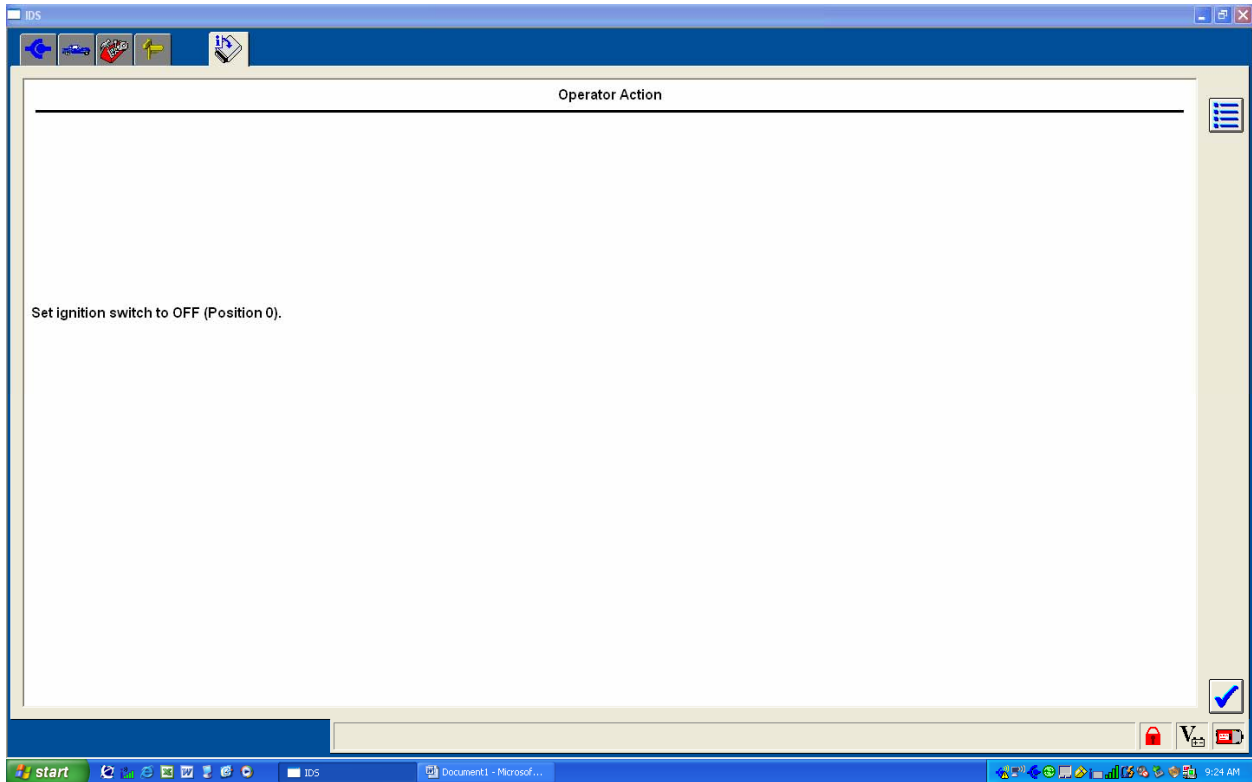 IDS
Operator Action
Set ignition switch to OFF (Position 0).
V
start
IDS
Document1 - Microsof...
9:24 AM